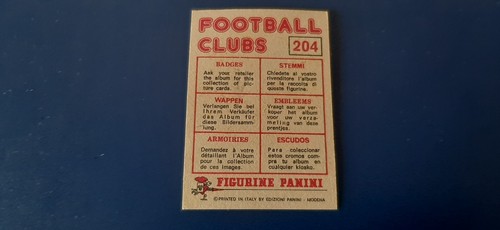 FOOTBALL
CLUBS 204
BADGES
Ask your retailer
the album for this
collection of pic-
ture cards.
STEMMI
Chiedete al vostro
rivenditore l'album
per la raccolta di
queste figurine.
WAPPEN
Verlangen Sie bei
Ihrem Verkäufer
das Album für
diese Bildersamm-
lung.
EMBLEEMS
Vraagt aan uw ver-
koper het album
voor uw verza-
meling van deze
prentjes.
ARMOIRIES
Demandez à votre
détaillant l'Album
pour la collection
de ces images.
ESCUDOS
Para coleccionar
estos cromos com-
pre tu album en
cualquier kiosko.
FIGURINE PANINI
© PRINTED IN ITALY BY EDIZIONI PANINI - MODENA